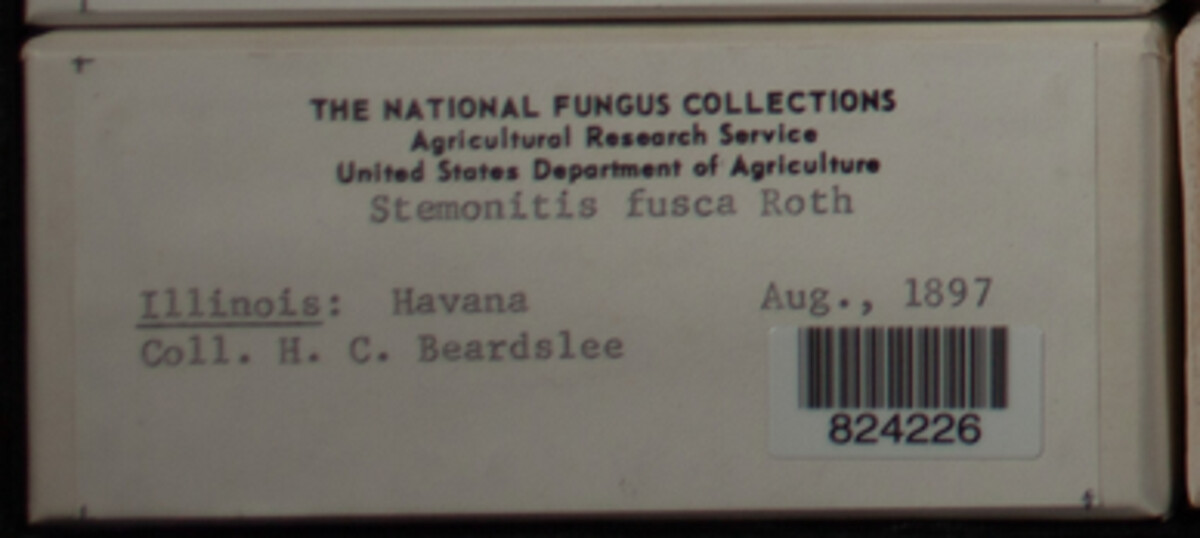 THE NATIONAL FUNGUS COLLECTIONS
Agricultural Research Service
United States Department of Agriculture
Stemonitis fusca Roth
Illinois: Havana Aug., 1897
Coll. H. C. Beardslee
824226